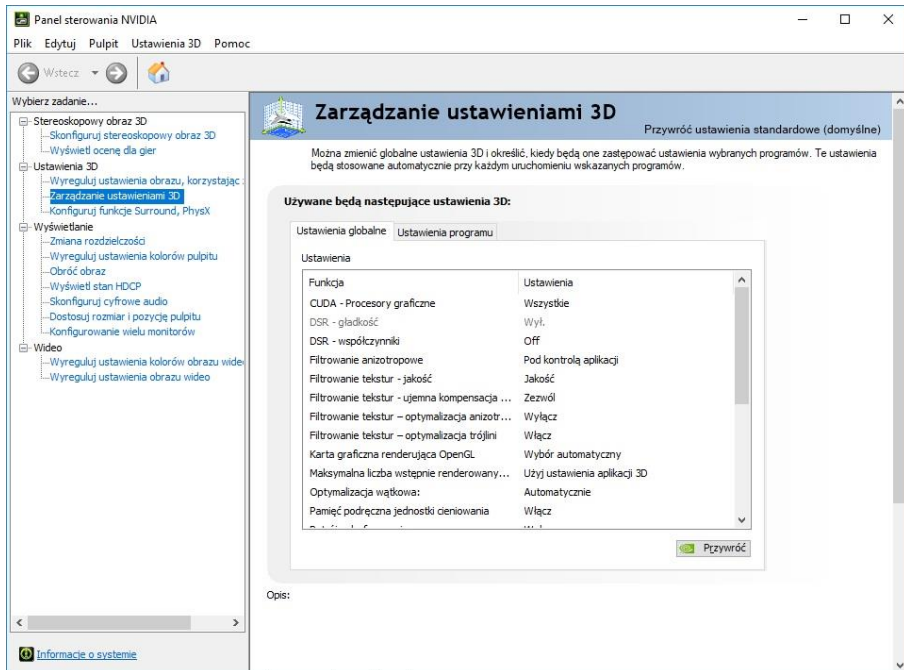 Panel sterowania NVIDIA
Plik Edytuj Pulpit Ustawienia 3D Pomoc
Wstecz
Wybierz zadanie...
Stereoskopowy obraz 3D
Skonfiguruj stereoskopowy obraz 3D
Wyświetl ocenę dla gier
Ustawienia 3D
Wyreguluj ustawienia obrazu, korzystając
Zarządzanie ustawieniami 3D
Konfiguruj funkcje Surround, PhysX
Wyświetlanie
Zmiana rozdzielczości
Wyreguluj ustawienia kolorów pulpitu
Obróć obraz
Wyświetl stan HDCP
Skonfiguruj cyfrowe audio
Dostosuj rozmiar i pozycję pulpitu
Konfigurowanie wielu monitorów
Wideo
Wyreguluj ustawienia kolorów obrazu wide
Wyreguluj ustawienia obrazu wideo
Informacje o systemie
Zarządzanie ustawieniami 3D
Przywróć ustawienia standardowe (domyślne)
Można zmienić globalne ustawienia 3D i określić, kiedy będą one zastępować ustawienia wybranych programów. Te ustawienia
będą stosowane automatycznie przy każdym uruchomieniu wskazanych programów.
Używane będą następujące ustawienia 3D:
Ustawienia globalne Ustawienia programu
Ustawienia
Funkcja Ustawienia
CUDA - Procesory graficzne Wszystkie
DSR - gładkość Wył.
DSR - współczynniki Off
Filtrowanie anizotropowe Pod kontrolą aplikacji
Filtrowanie tekstur - jakość Jakość
Filtrowanie tekstur - ujemna kompensacja ... Zezwól
Filtrowanie tekstur – optymalizacja anizotr... Wyłącz
Filtrowanie tekstur – optymalizacja trójlini Włącz
Karta graficzna renderująca OpenGL Wybór automatyczny
Maksymalna liczba wstępnie renderowany... Użyj ustawienia aplikacji 3D
Optymalizacja wątkowa: Automatycznie
Pamięć podręczna jednostki cieniowania Włącz
Przywróć
Opis: